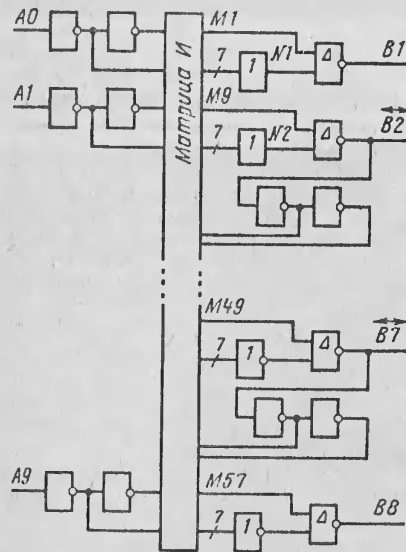 A0 M1 B1
7 1 N1 Δ
A1 M9 B2
7 1 N2 Δ
Матрица И
M49 B7
7 1 Δ
A9 M57
7 1 Δ B8